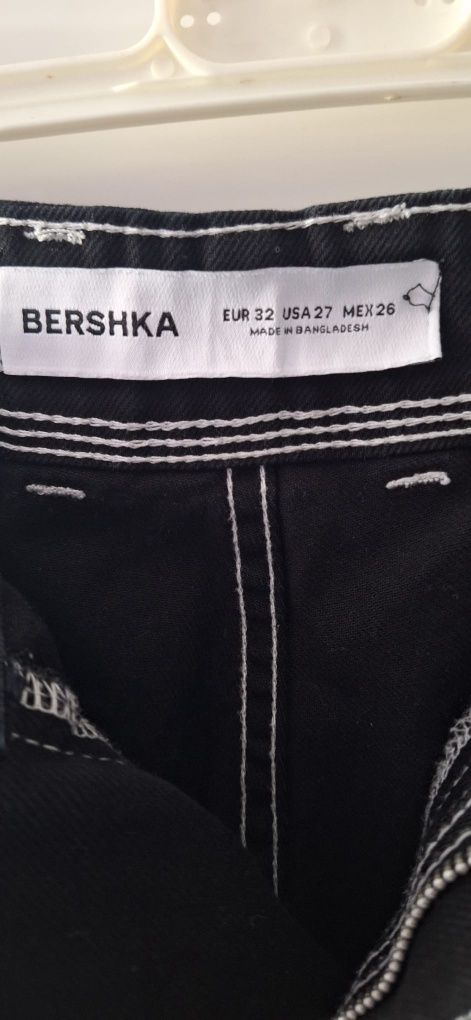 BERSHKA
EUR 32 USA 27 MEX 26
MADE IN BANGLADESH